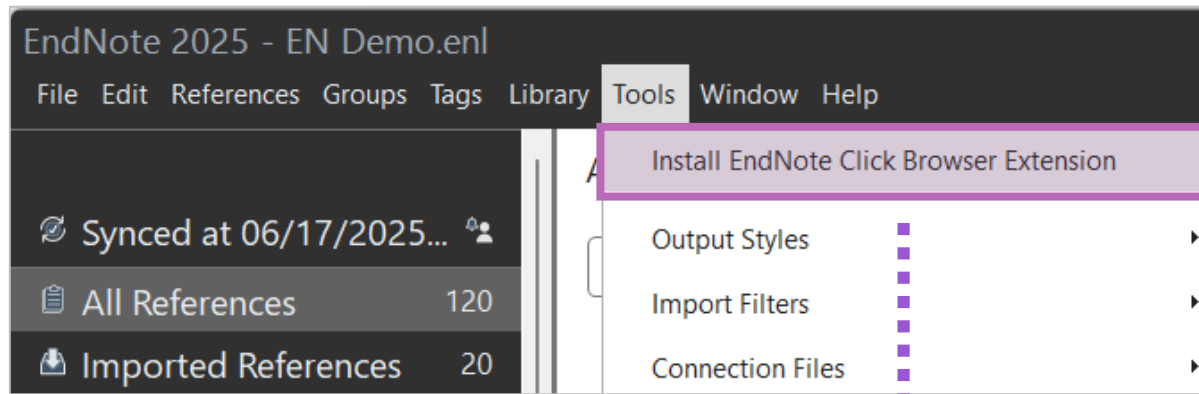 EndNote 2025 - EN Demo.enl
File Edit References Groups Tags Library Tools Window Help
Install EndNote Click Browser Extension
Synced at 06/17/2025...
Output Styles
All References 120
Import Filters
Imported References 20
Connection Files